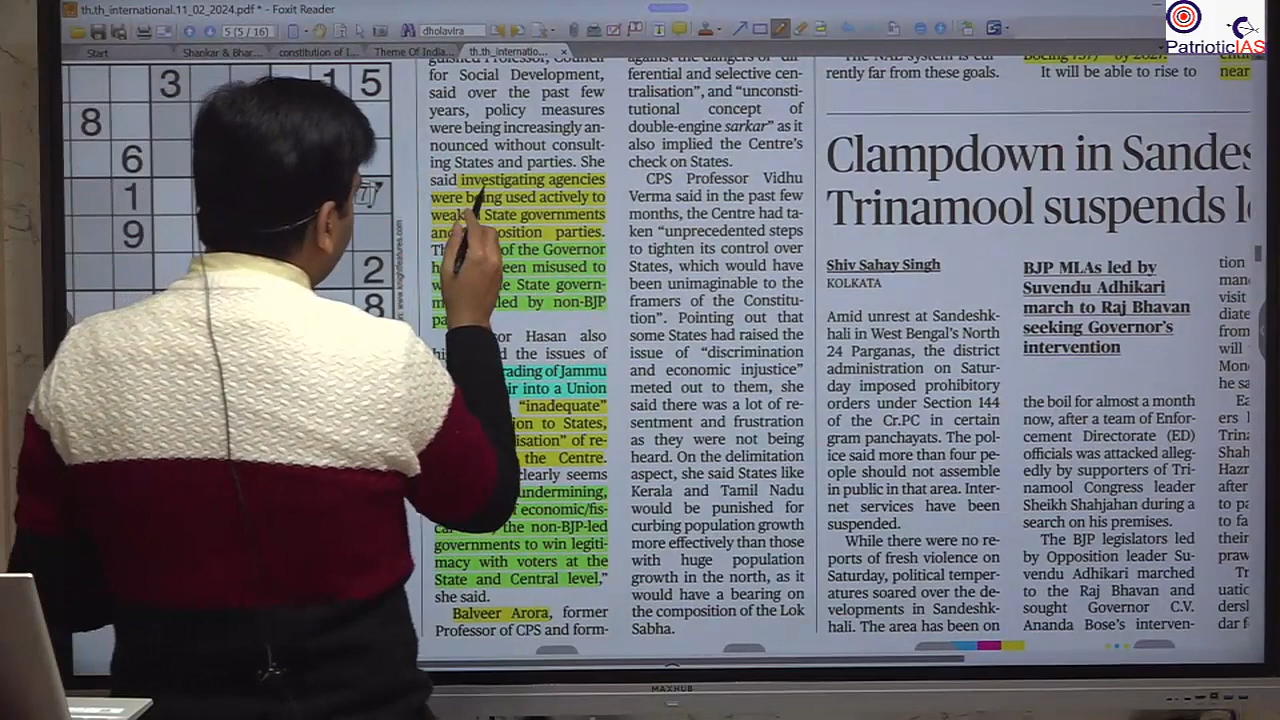 th.th_international.11_02_2024.pdf * - Foxit Reader
PatrioticIAS
5 (5 / 16)
dholavira
Start
Shankar & Bhar...
constitution of I...
Theme Of India...
th.th_internatio...
3
1 5
8
6
1
9
2
8
www.knightfeatures.com
for Social Development,
said over the past few
years, policy measures
were being increasingly an-
nounced without consult-
ing States and parties. She
said investigating agencies
were being used actively to
State governments
parties.
of the Governor
been misused to
State govern-
led by non-BJP
Hasan also
the issues of
of Jammu
into a Union
"inadequate"
to States,
of re-
the Centre.
clearly seems
undermining,
of economic/fis-
the non-BJP-led
governments to win legiti-
macy with voters at the
State and Central level,"
she said.
Balveer Arora, former
Professor of CPS and form-
against the dangers of "dif-
ferential and selective cen-
tralisation", and "unconsti-
tutional concept of
double-engine sarkar" as it
also implied the Centre's
check on States.
CPS Professor Vidhu
Verma said in the past few
months, the Centre had ta-
ken "unprecedented steps
to tighten its control over
States, which would have
been unimaginable to the
framers of the Constitu-
tion". Pointing out that
some States had raised the
issue of "discrimination
and economic injustice"
meted out to them, she
said there was a lot of re-
sentment and frustration
as they were not being
heard. On the delimitation
aspect, she said States like
Kerala and Tamil Nadu
would be punished for
curbing population growth
more effectively than those
with huge population
growth in the north, as it
would have a bearing on
the composition of the Lok
Sabha.
rently far from these goals.
It will be able to rise to
near
Clampdown in Sandes
Trinamool suspends
Shiv Sahay Singh
KOLKATA
Amid unrest at Sandeshk-
hali in West Bengal's North
24 Parganas, the district
administration on Satur-
day imposed prohibitory
orders under Section 144
of the Cr.PC in certain
gram panchayats. The pol-
ice said more than four pe-
ople should not assemble
in public in that area. Inter-
net services have been
suspended.
While there were no re-
ports of fresh violence on
Saturday, political temper-
atures soared over the de-
velopments in Sandeshk-
hali. The area has been on
BJP MLAs led by
Suvendu Adhikari
march to Raj Bhavan
seeking Governor's
intervention
the boil for almost a month
now, after a team of Enfor-
cement Directorate (ED)
officials was attacked alleg-
edly by supporters of Tri-
namool Congress leader
Sheikh Shahjahan during a
search on his premises.
The BJP legislators led
by Opposition leader Su-
vendu Adhikari marched
to the Raj Bhavan and
sought Governor C.V.
Ananda Bose's interven-
tion
visit
from
will
he sa
after
to fa
their
MAXHUB